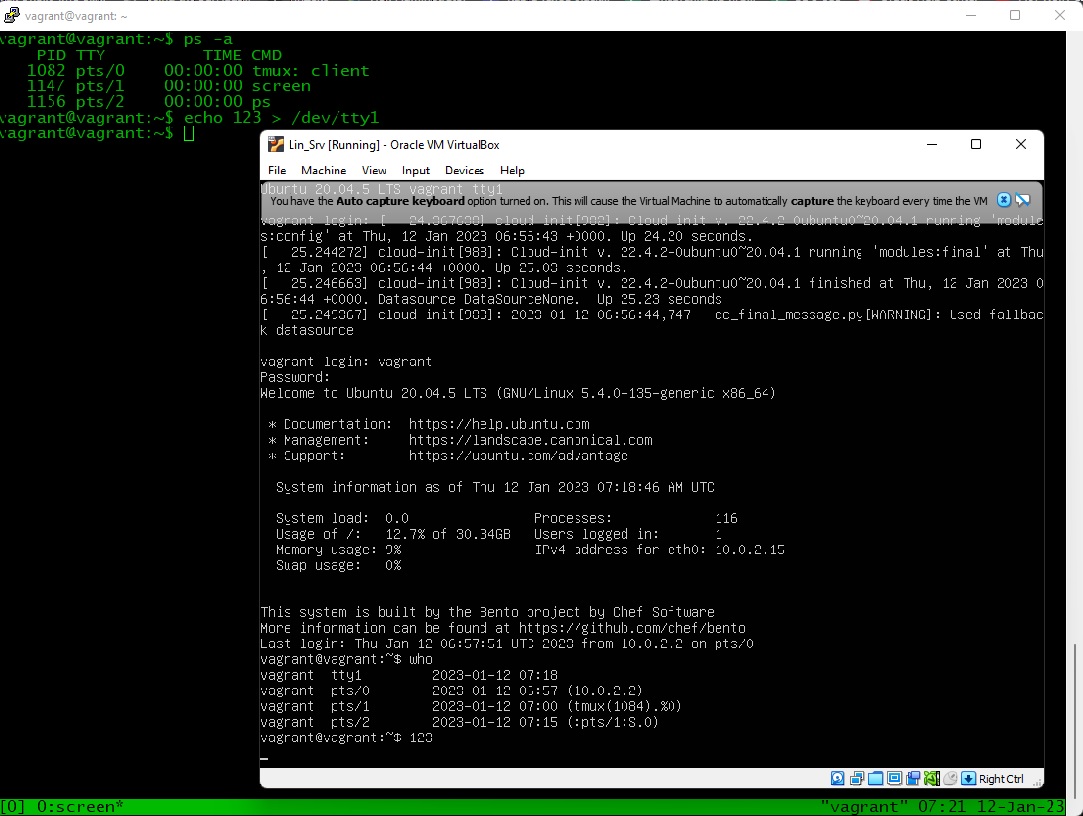 vagrant@vagrant: ~
vagrant@vagrant:~$ ps -a
PID TTY TIME CMD
1082 pts/0 00:00:00 tmux: client
1147 pts/1 00:00:00 screen
1156 pts/2 00:00:00 ps
vagrant@vagrant:~$ echo 123 > /dev/tty1
vagrant@vagrant:~$
Lin_Srv [Running] - Oracle VM VirtualBox
File Machine View Input Devices Help
Ubuntu 20.04.5 LTS vagrant tty1
You have the Auto capture keyboard option turned on. This will cause the Virtual Machine to automatically capture the keyboard every time the VM
vagrant login: [ cloud-init[982]: Cloud-init v. 22.4.2-0ubuntu0~20.04.1 running 'module
s:config' at Thu, 12 Jan 2023 06:56:43 +0000. Up 24.20 seconds.
[ 25.244272] cloud-init[983]: Cloud-init v. 22.4.2-0ubuntu0~20.04.1 running 'modules:final' at Thu
, 12 Jan 2023 06:56:44 +0000. Up 25.03 seconds.
[ 25.246663] cloud-init[983]: Cloud-init v. 22.4.2-0ubuntu0~20.04.1 finished at Thu, 12 Jan 2023 0
6:56:44 +0000. Datasource DataSourceNone. Up 25.23 seconds
[ cloud-init[983]: 2023-01-12 06:56:44,747 - cc_final_message.py[WARNING]: Used fallbac
k datasource
vagrant login: vagrant
Password:
Welcome to Ubuntu 20.04.5 LTS (GNU/Linux 5.4.0-135-generic x86_64)
* Documentation: https://help.ubuntu.com
* Management: https://landscape.canonical.com
* Support: https://ubuntu.com/advantage
System information as of Thu 12 Jan 2023 07:18:46 AM UTC
System load: 0.0 Processes: 116
Usage of /: 12.7% of 30.34GB Users logged in: 1
Memory usage: 9% IPv4 address for eth0: 10.0.2.15
Swap usage: 0%
This system is built by the Bento project by Chef Software
More information can be found at https://github.com/chef/bento
Last login: Thu Jan 12 06:57:51 UTC 2023 from 10.0.2.2 on pts/0
vagrant@vagrant:~$ who
vagrant tty1 2023-01-12 07:18
vagrant pts/0 2023-01-12 06:57 (10.0.2.2)
vagrant pts/1 2023-01-12 07:00 (tmux(1084).%0)
vagrant pts/2 2023-01-12 07:15 (:pts/1:S.0)
vagrant@vagrant:~$ 123
Right Ctrl
[0] 0:screen* "vagrant" 07:21 12-Jan-23